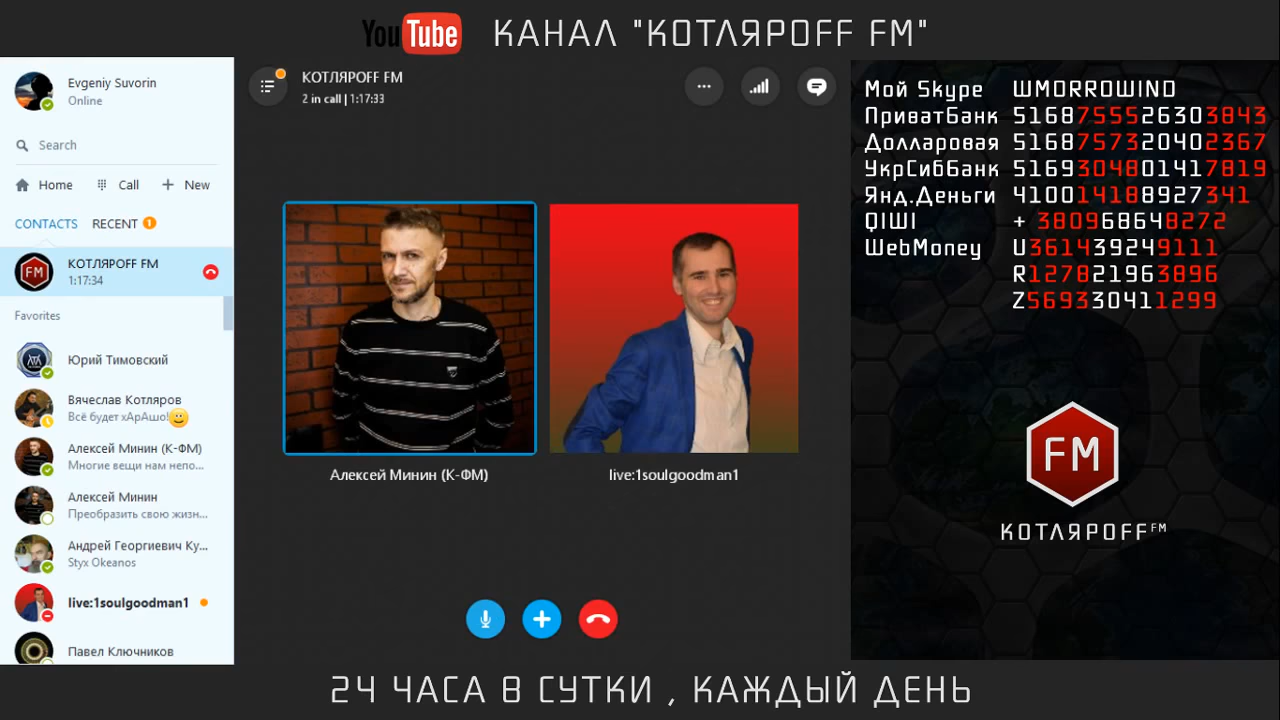 YouTube КАНАЛ "КОТЛЯРOFF FM"
Evgeniy Suvorin
Online
Search
Home Call New
CONTACTS RECENT 1
КОТЛЯРОFF FM
1:17:34
Favorites
Юрий Тимовский
Вячеслав Котляров
Всё будет хАрАшо!
Алексей Минин (К-ФМ)
Многие вещи нам непо...
Алексей Минин
Преобразить свою жизн...
Андрей Георгиевич Ку...
Styx Okeanos
live:1soulgoodman1
Павел Ключников
КОТЛЯРОFF FM
2 in call | 1:17:33
Алексей Минин (К-ФМ)
live:1soulgoodman1
Мой Skype WMORROWIND
ПриватБанк 5168755526303843
Долларовая 5168757320402367
УкрСибБанк 5169304801417819
Янд.Деньги 410014188927341
QIWI + 380968648272
WebMoney U361439249111
R127821963896
Z569330411299
FM
КОТЛЯРOFF FM
24 ЧАСА В СУТКИ , КАЖДЫЙ ДЕНЬ